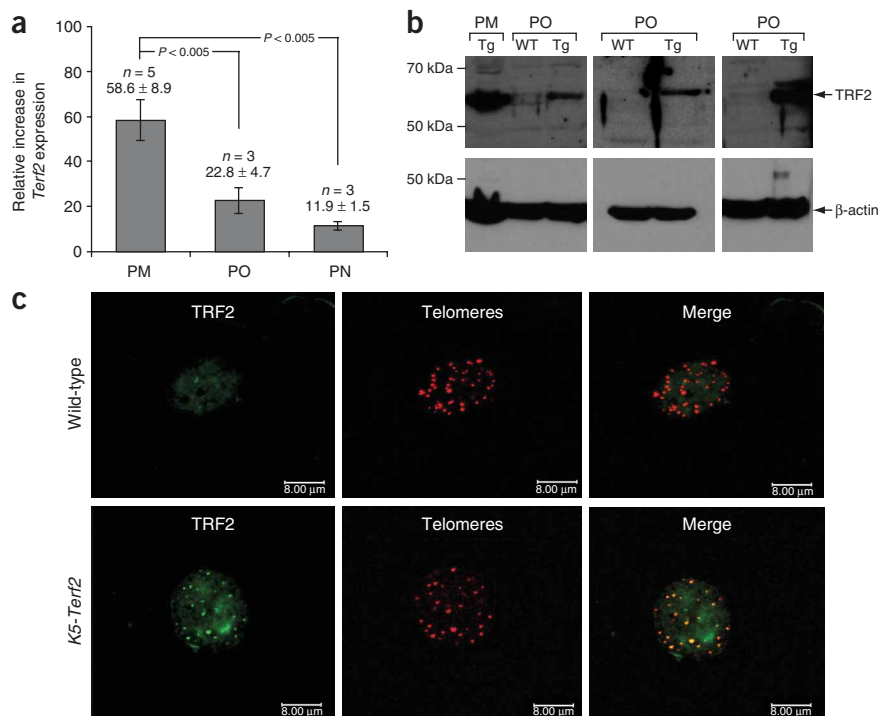 a
Relative increase in
Terf2 expression
100
80
60
40
20
0
n = 5
58.6 ± 8.9
P < 0.005
P < 0.005
n = 3
22.8 ± 4.7
n = 3
11.9 ± 1.5
PM
PO
PN
b
PM
PO
PO
PO
Tg
WT
Tg
WT
Tg
WT
Tg
70 kDa
50 kDa
TRF2
50 kDa
β-actin
c
Wild-type
TRF2
Telomeres
Merge
8.00 μm
8.00 μm
8.00 μm
K5-Terf2
TRF2
Telomeres
Merge
8.00 μm
8.00 μm
8.00 μm